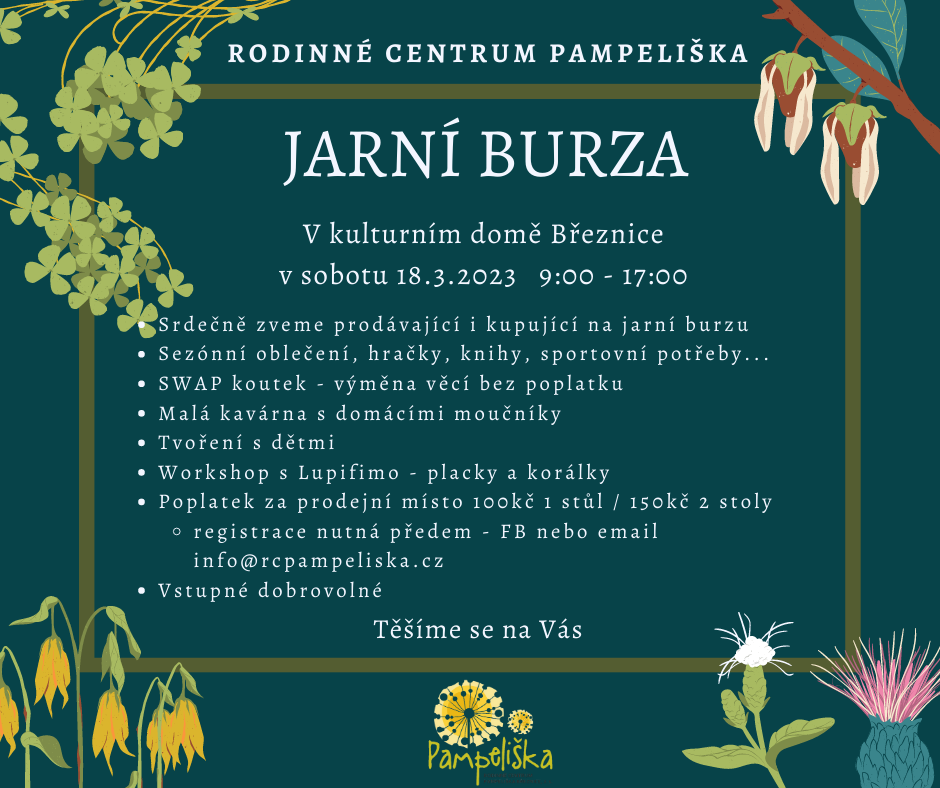 RODINNÉ CENTRUM PAMPELIŠKA
JARNÍ BURZA
V kulturním domě Březnice
v sobotu 18.3.2023 9:00 - 17:00
• Srdečně zveme prodávající i kupující na jarní burzu
• Sezónní oblečení, hračky, knihy, sportovní potřeby...
• SWAP koutek - výměna věcí bez poplatku
• Malá kavárna s domácími moučníky
• Tvoření s dětmi
• Workshop s Lupifimo - placky a korálky
• Poplatek za prodejní místo 100kč 1 stůl / 150kč 2 stoly
◦ registrace nutná předem - FB nebo email
info@rcpampeliska.cz
• Vstupné dobrovolné
Těšíme se na Vás
Pampeliška